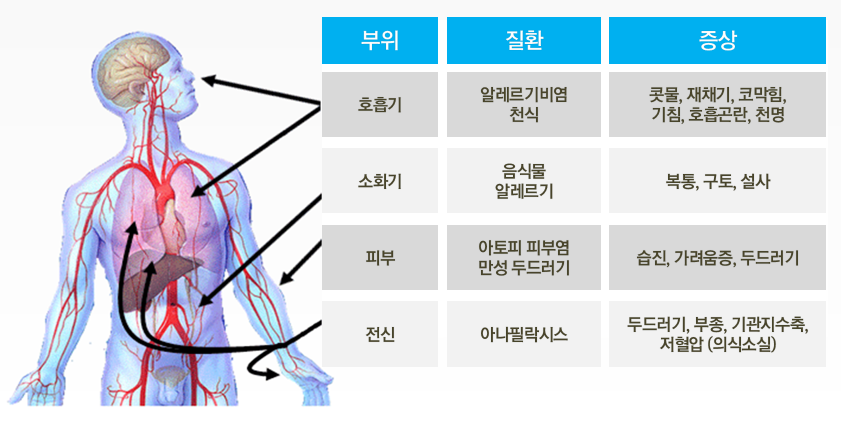 부위 질환 증상
호흡기 알레르기비염 콧물, 재채기, 코막힘,
천식 기침, 호흡곤란, 천명
소화기 음식물 복통, 구토, 설사
알레르기
피부 아토피 피부염 습진, 가려움증, 두드러기
만성 두드러기
전신 아나필락시스 두드러기, 부종, 기관지수축,
저혈압 (의식소실)